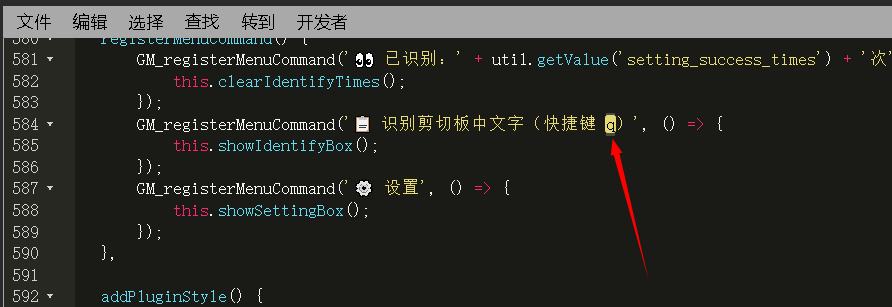 文件 编辑 选择 查找 转到 开发者
580 registerMenuCommand() {
581 GM_registerMenuCommand('👀 已识别：' + util.getValue('setting_success_times') + '次'
582 this.clearIdentifyTimes();
583 });
584 GM_registerMenuCommand('📋 识别剪切板中文字（快捷键 q）', () => {
585 this.showIdentifyBox();
586 });
587 GM_registerMenuCommand('⚙️ 设置', () => {
588 this.showSettingBox();
589 });
590 },
591
592 addPluginStyle() {